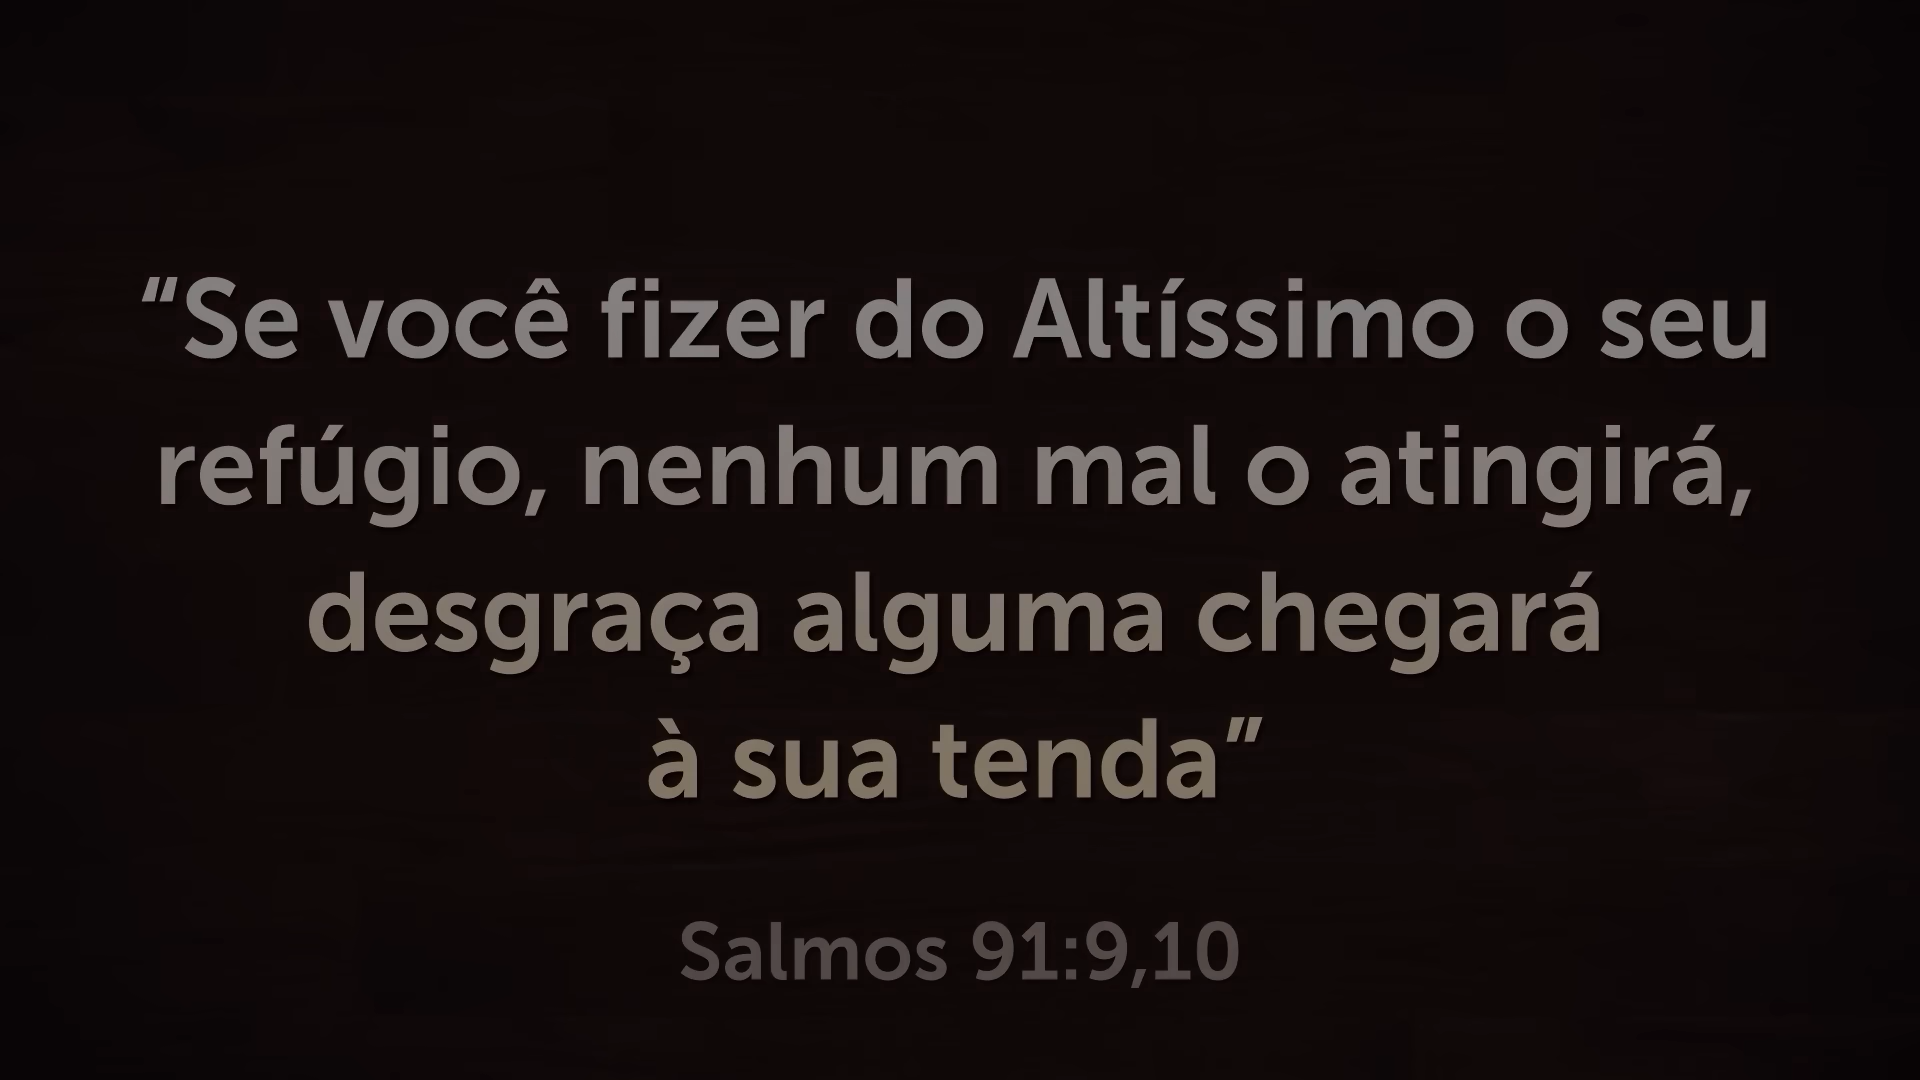 “Se você fizer do Altíssimo o seu
refúgio, nenhum mal o atingirá,
desgraça alguma chegará
à sua tenda”
Salmos 91:9,10